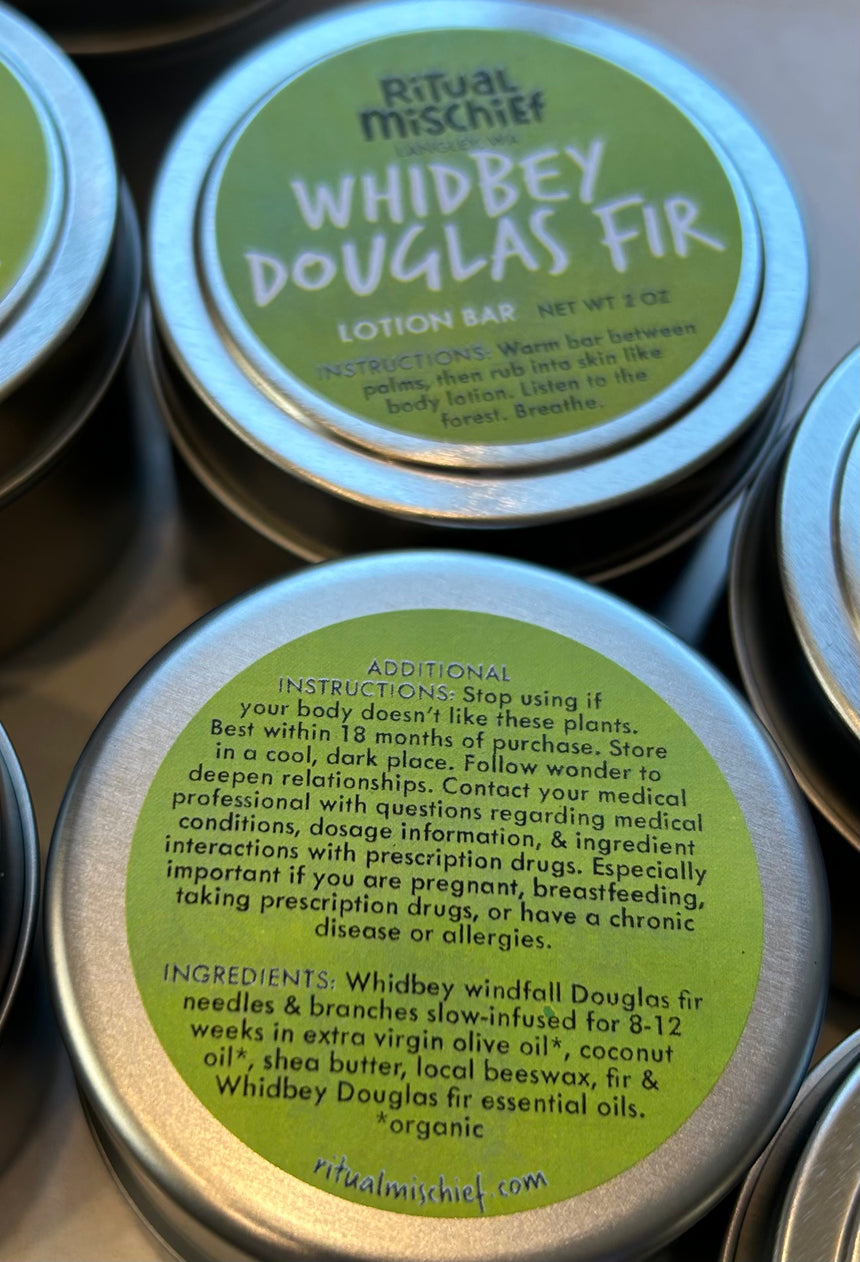 RiTUAL
MiSCHiEf
LANGLEY, WA
WHIDBEY
DOUGLAS FIR
LOTION BAR NET WT 2 OZ
INSTRUCTIONS: Warm bar between
palms, then rub into skin like
body lotion. Listen to the
forest. Breathe.
ADDITIONAL
INSTRUCTIONS: Stop using if
your body doesn't like these plants.
Best within 18 months of purchase. Store
in a cool, dark place. Follow wonder to
deepen relationships. Contact your medical
professional with questions regarding medical
conditions, dosage information, & ingredient
interactions with prescription drugs. Especially
important if you are pregnant, breastfeeding,
taking prescription drugs, or have a chronic
disease or allergies.
INGREDIENTS: Whidbey windfall Douglas fir
needles & branches slow-infused for 8-12
weeks in extra virgin olive oil*, coconut
oil*, shea butter, local beeswax, fir &
Whidbey Douglas fir essential oils.
*organic
ritualmischief.com